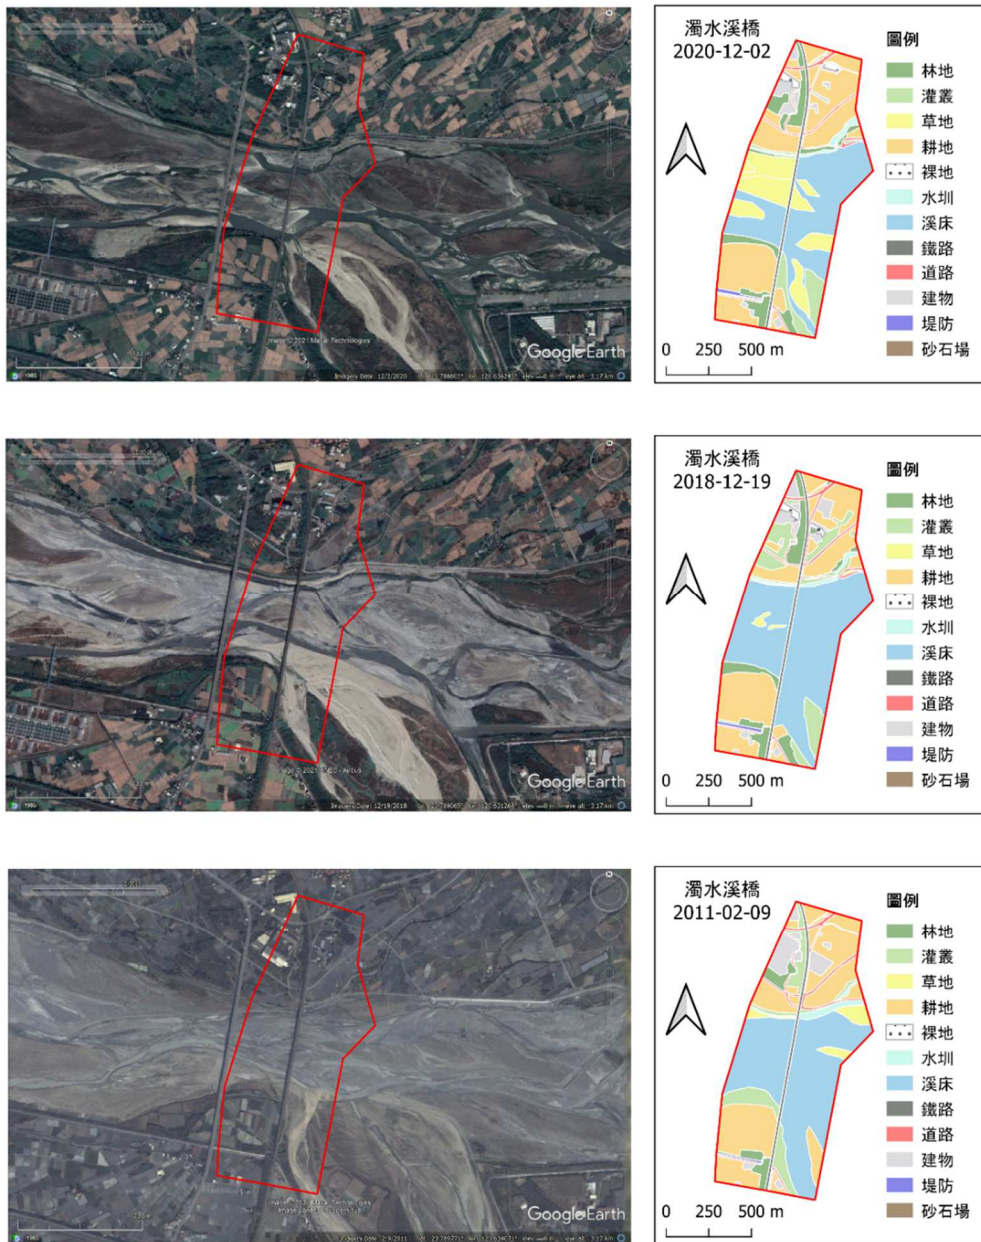 Google Earth
濁水溪橋
2020-12-02
圖例
林地
灌叢
草地
耕地
裸地
水圳
溪床
鐵路
道路
建物
堤防
砂石場
0 250 500 m
Google Earth
濁水溪橋
2018-12-19
圖例
林地
灌叢
草地
耕地
裸地
水圳
溪床
鐵路
道路
建物
堤防
砂石場
0 250 500 m
Google Earth
濁水溪橋
2011-02-09
圖例
林地
灌叢
草地
耕地
裸地
水圳
溪床
鐵路
道路
建物
堤防
砂石場
0 250 500 m